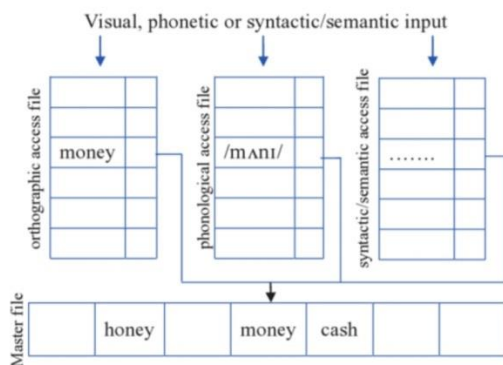 Visual, phonetic or syntactic/semantic input
orthographic access file
money
phonological access file
/mʌnɪ/
syntactic/semantic access file
.......
Master file
honey
money
cash